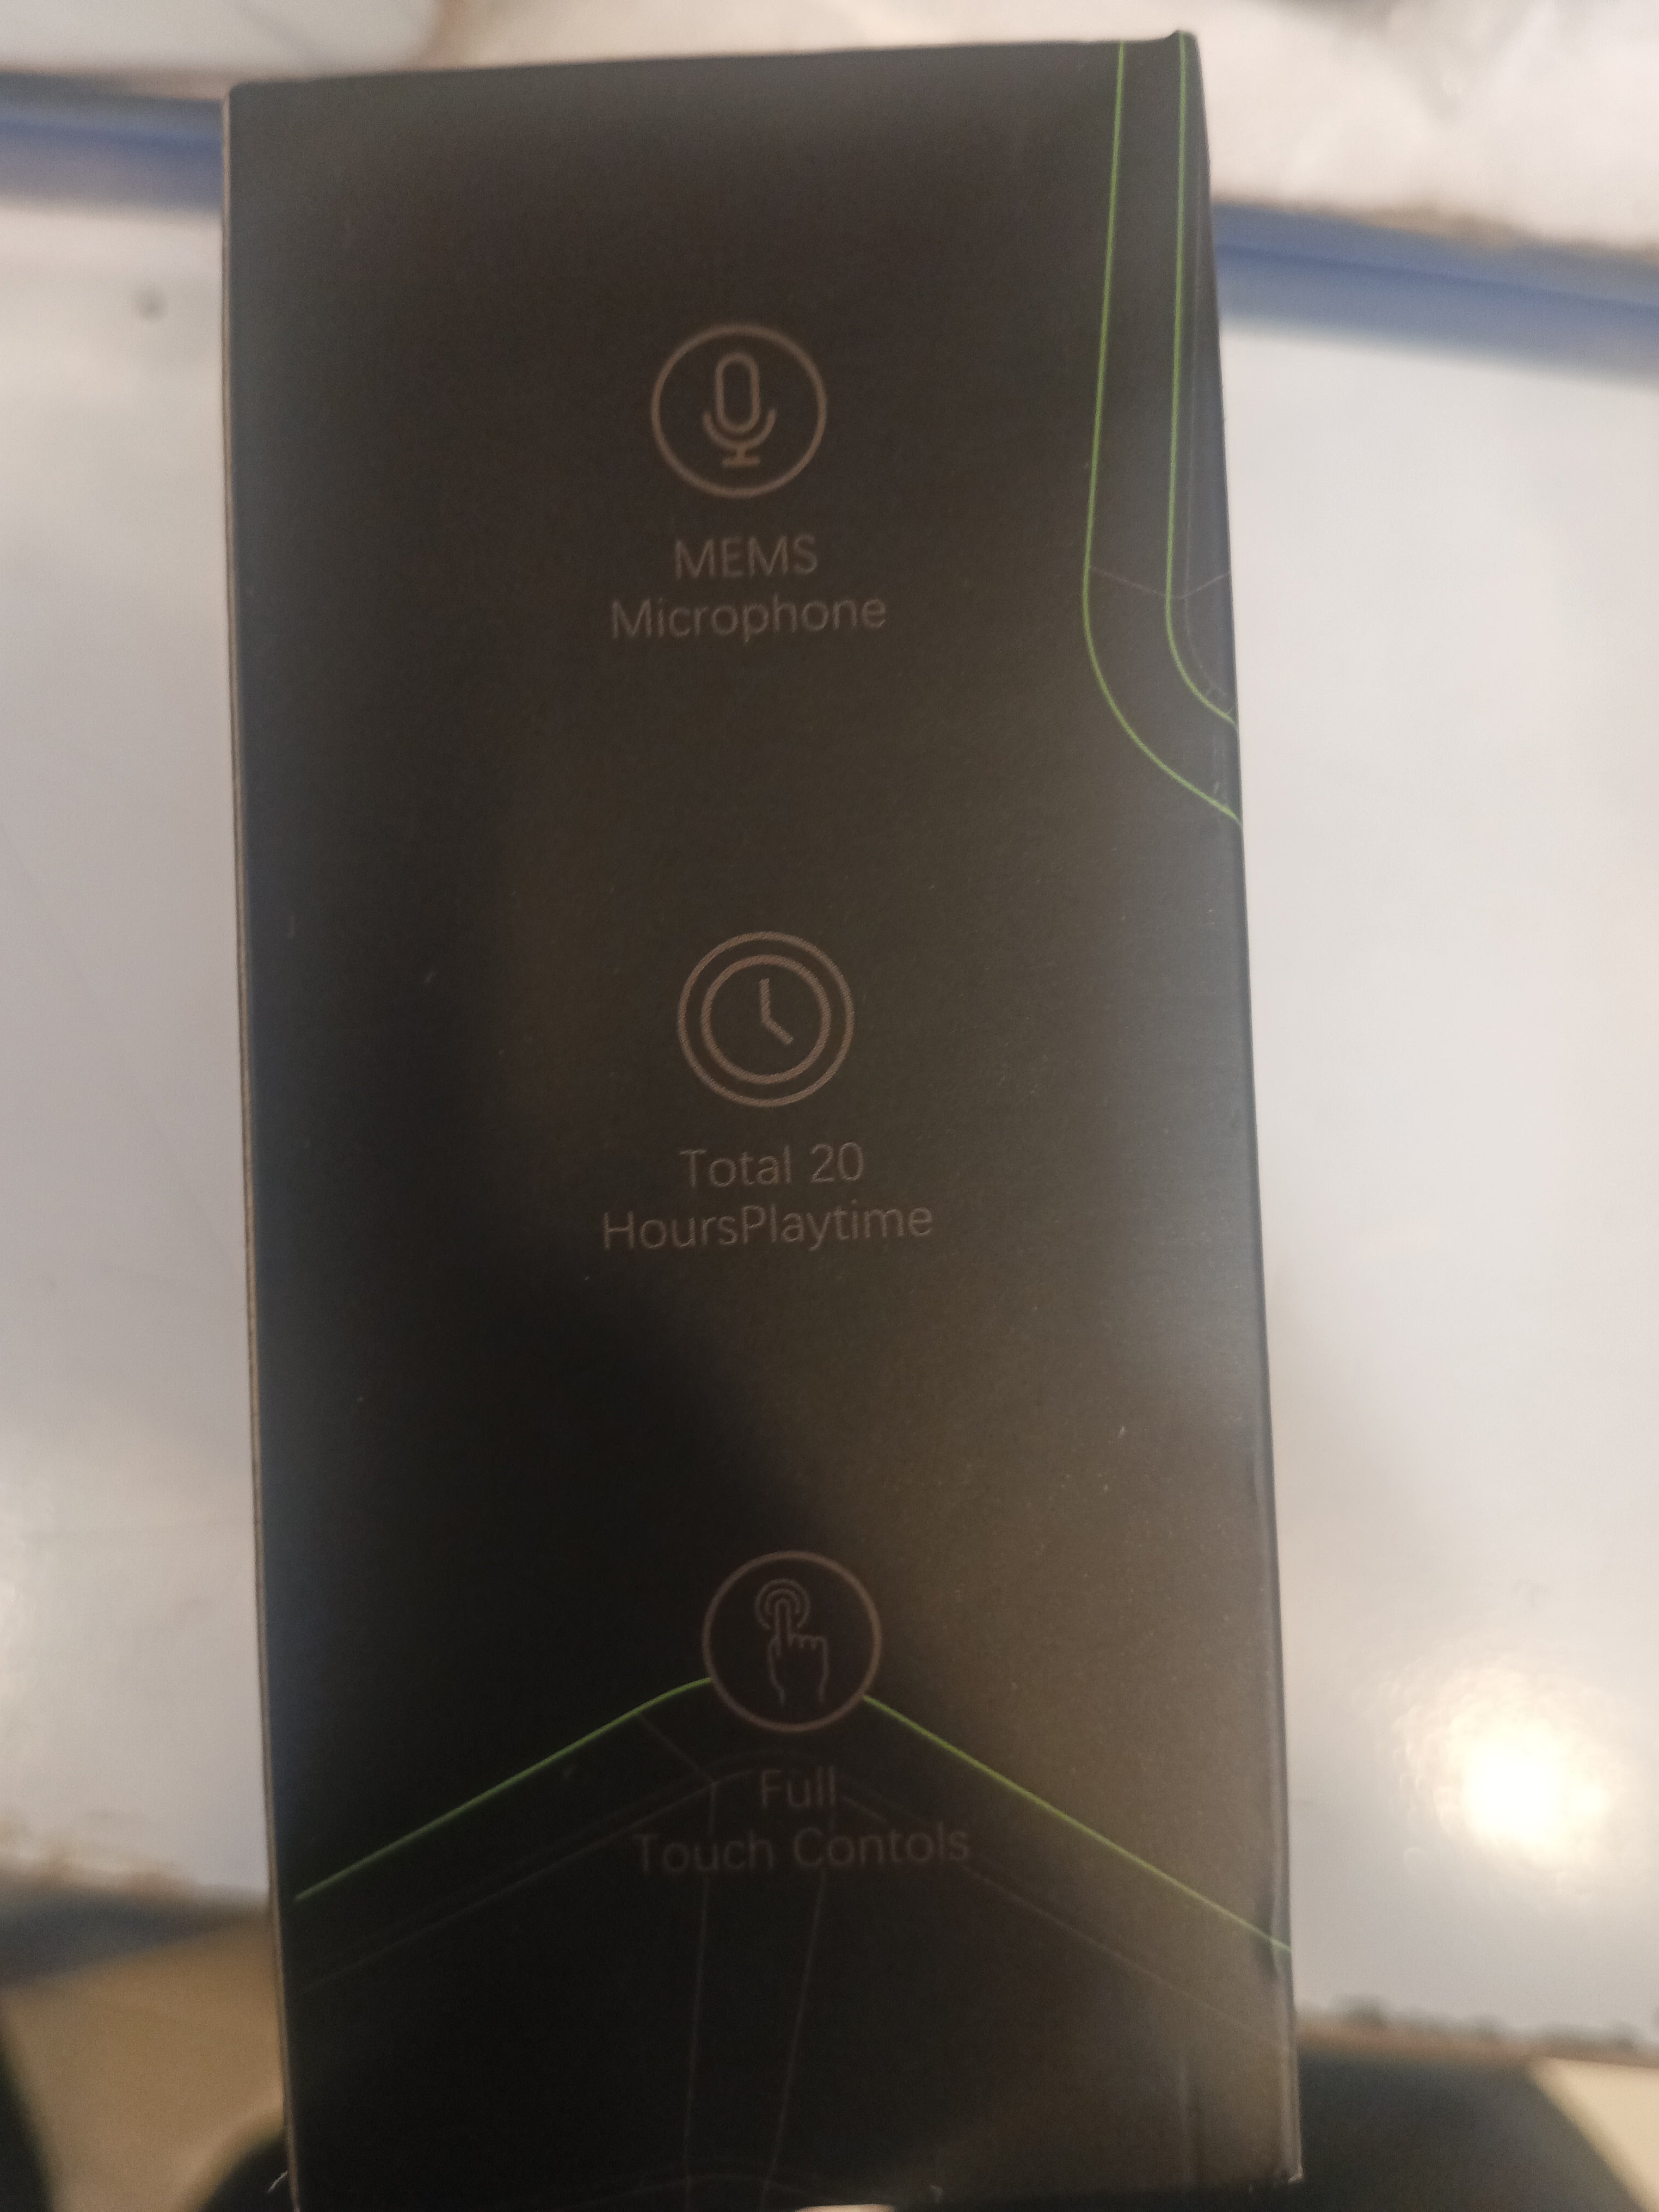 MEMS
Microphone
Total 20
HoursPlaytime
Full
Touch Contols